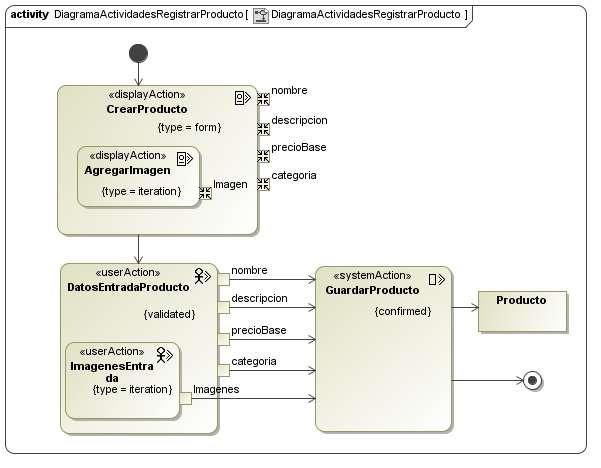 activity DiagramaActividadesRegistrarProducto [ DiagramaActividadesRegistrarProducto ]
«displayAction»
CrearProducto
{type = form}
nombre
descripcion
precioBase
categoria
«displayAction»
AgregarImagen
{type = iteration}
Imagen
«userAction»
DatosEntradaProducto
{validated}
nombre
descripcion
precioBase
categoria
«userAction»
ImagenesEntra
da
{type = iteration}
Imagenes
«systemAction»
GuardarProducto
{confirmed}
Producto